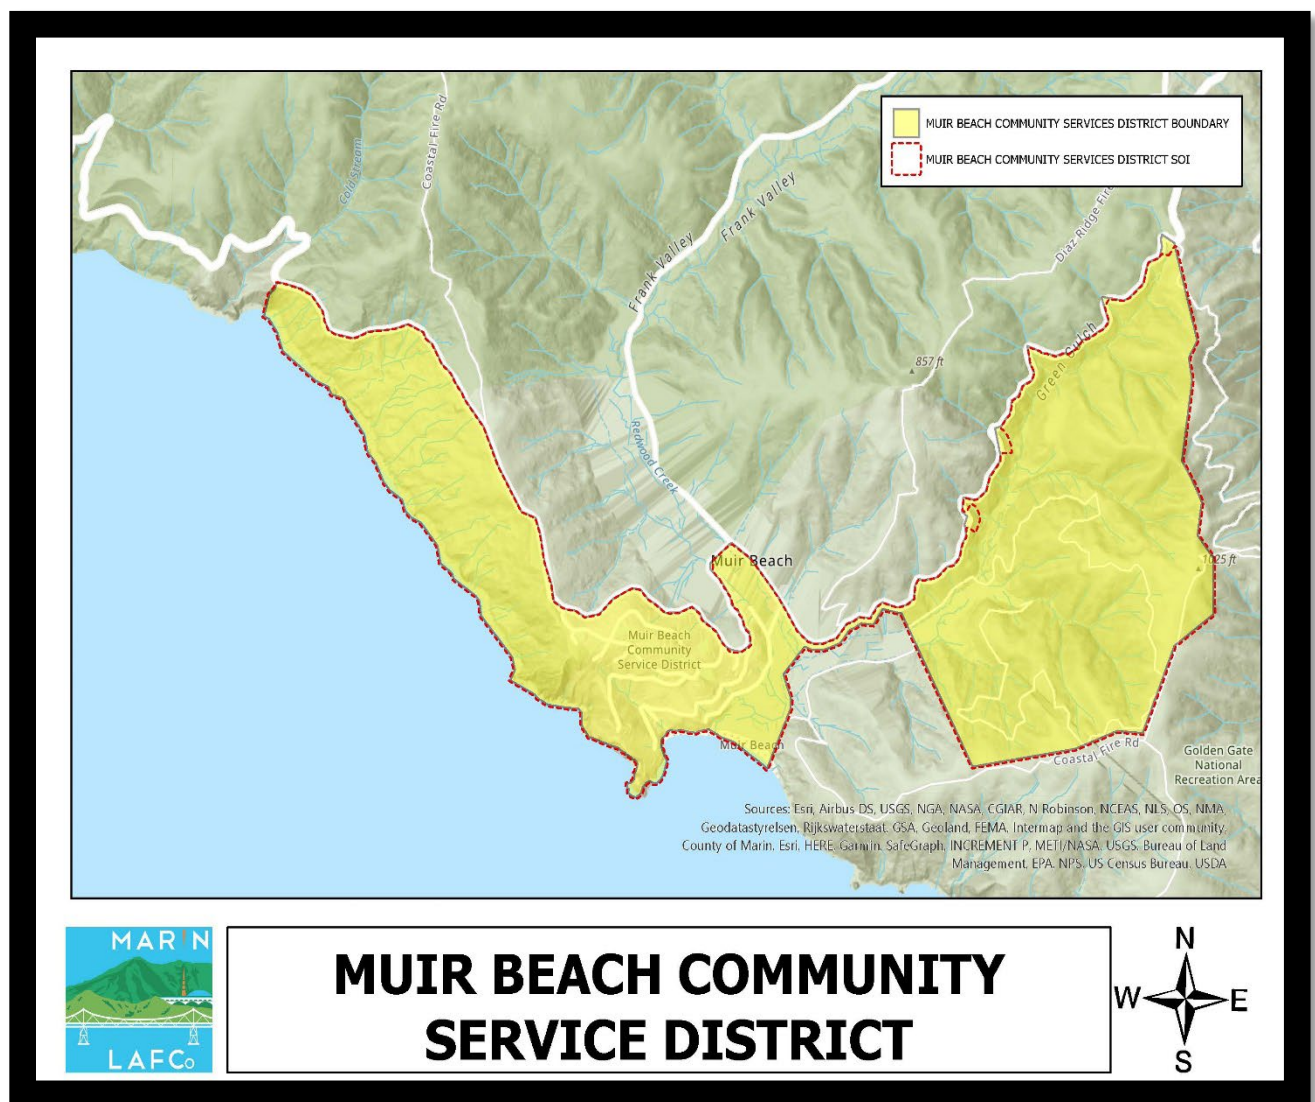 MUIR BEACH COMMUNITY SERVICES DISTRICT BOUNDARY
MUIR BEACH COMMUNITY SERVICES DISTRICT SOI
Coastal Fire Rd
Cold Stream
Frank Valley
Frank Valley
Diaz Ridge Fire
857 ft
Green Gulch
Redwood Creek
Muir Beach
1025 ft
Muir Beach
Community
Service District
Muir Beach
Coastal Fire Rd
Golden Gate
National
Recreation Area
Sources: Esri, Airbus DS, USGS, NGA, NASA, CGIAR, N Robinson, NCEAS, NLS, OS, NMA,
Geodatastyrelsen, Rijkswaterstaat, GSA, Geoland, FEMA, Intermap and the GIS user community,
County of Marin, Esri, HERE, Garmin, SafeGraph, INCREMENT P, METI/NASA, USGS, Bureau of Land
Management, EPA, NPS, US Census Bureau, USDA
MARIN
LAFCo
MUIR BEACH COMMUNITY
SERVICE DISTRICT
N
W E
S